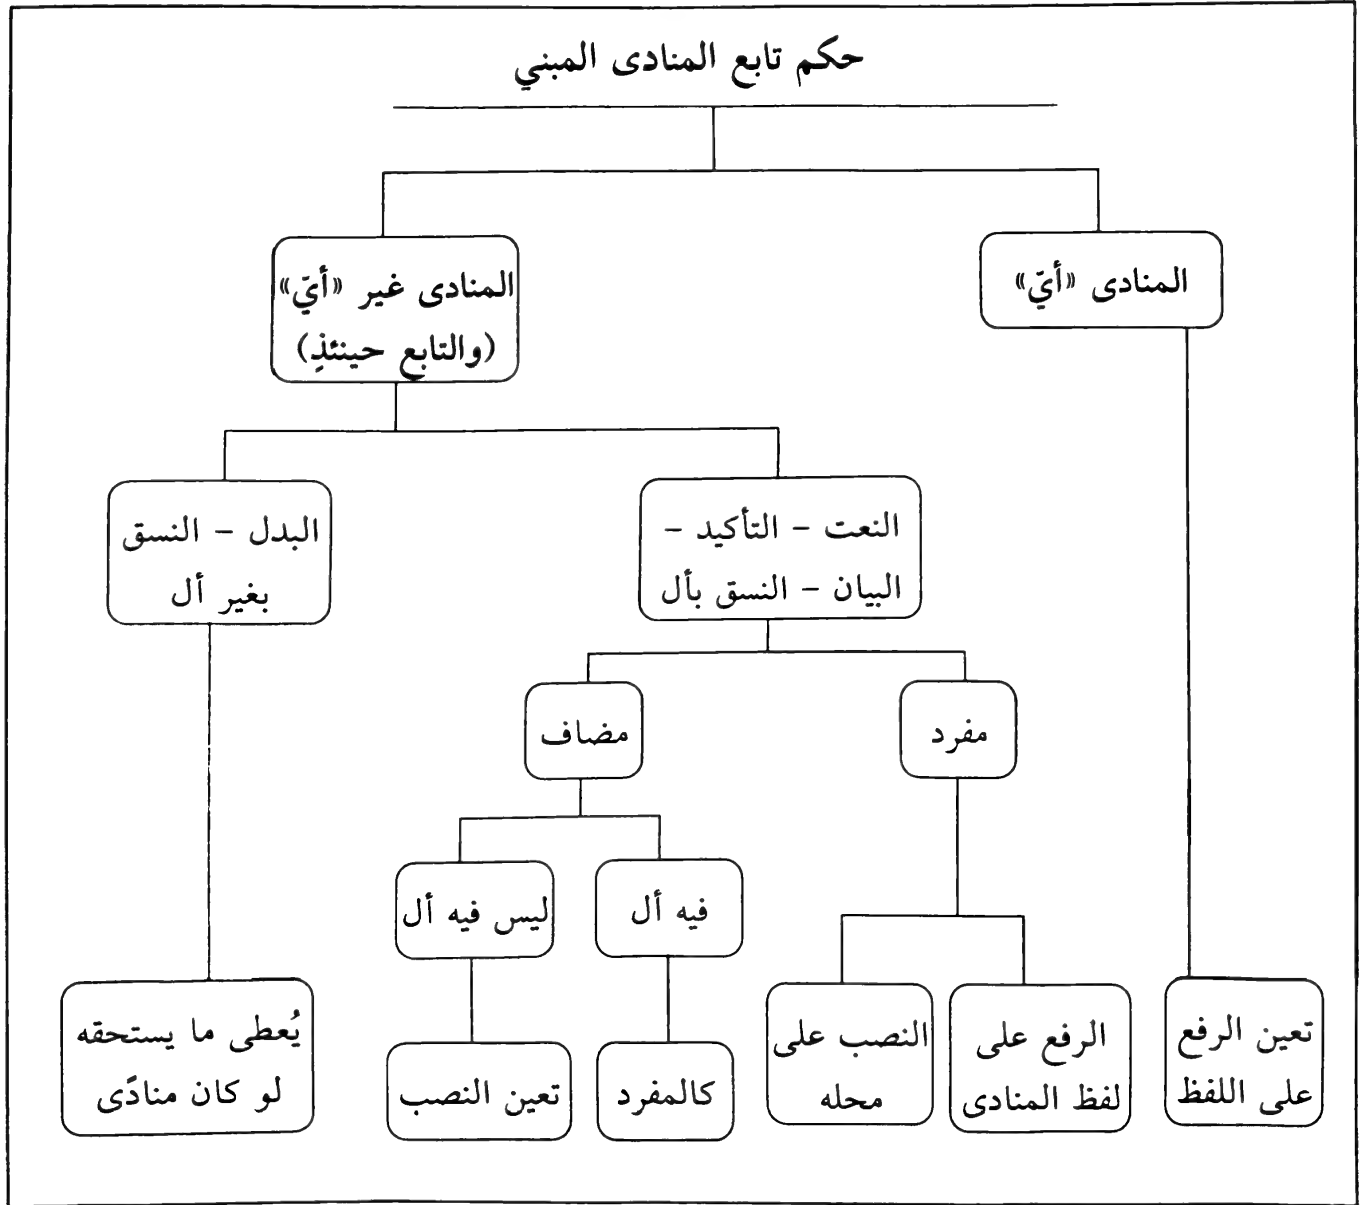 حكم تابع المنادى المبني
المنادى «أيّ»
المنادى غير «أيّ»
(والتابع حينئذٍ)
النعت – التأكيد –
البيان – النسق بأل
البدل – النسق
بغير أل
مفرد
مضاف
فيه أل
ليس فيه أل
تعين الرفع
على اللفظ
الرفع على
لفظ المنادى
النصب على
محله
كالمفرد
تعين النصب
يُعطى ما يستحقه
لو كان منادًى